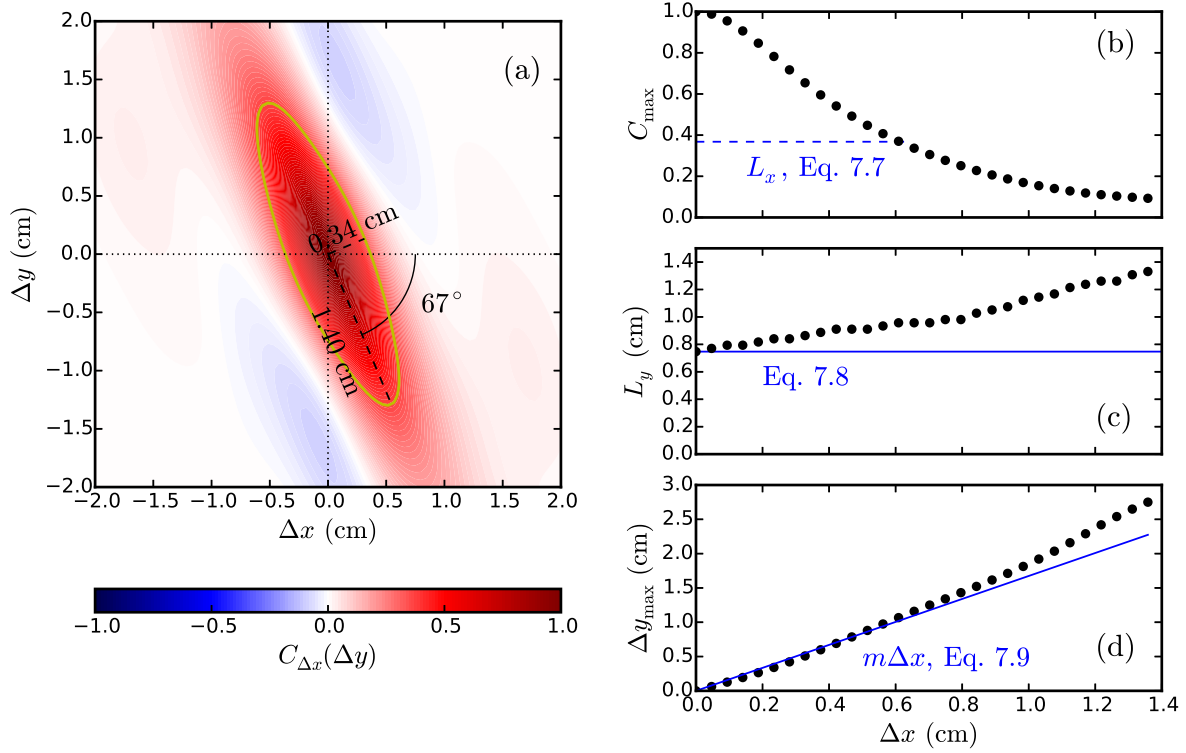 2.0
1.5
1.0
0.5
0.0
−0.5
−1.0
−1.5
−2.0
Δy (cm)
(a)
0.34 cm
67°
1.40 cm
−2.0 −1.5 −1.0 −0.5 0.0 0.5 1.0 1.5 2.0
Δx (cm)
−1.0 −0.5 0.0 0.5 1.0
C_Δx(Δy)
1.0
0.8
0.6
0.4
0.2
0.0
C_max
(b)
L_x, Eq. 7.7
1.4
1.2
1.0
0.8
0.6
0.4
0.2
0.0
L_y (cm)
Eq. 7.8
(c)
3.0
2.5
2.0
1.5
1.0
0.5
0.0
Δy_max (cm)
mΔx, Eq. 7.9
(d)
0.0 0.2 0.4 0.6 0.8 1.0 1.2 1.4
Δx (cm)